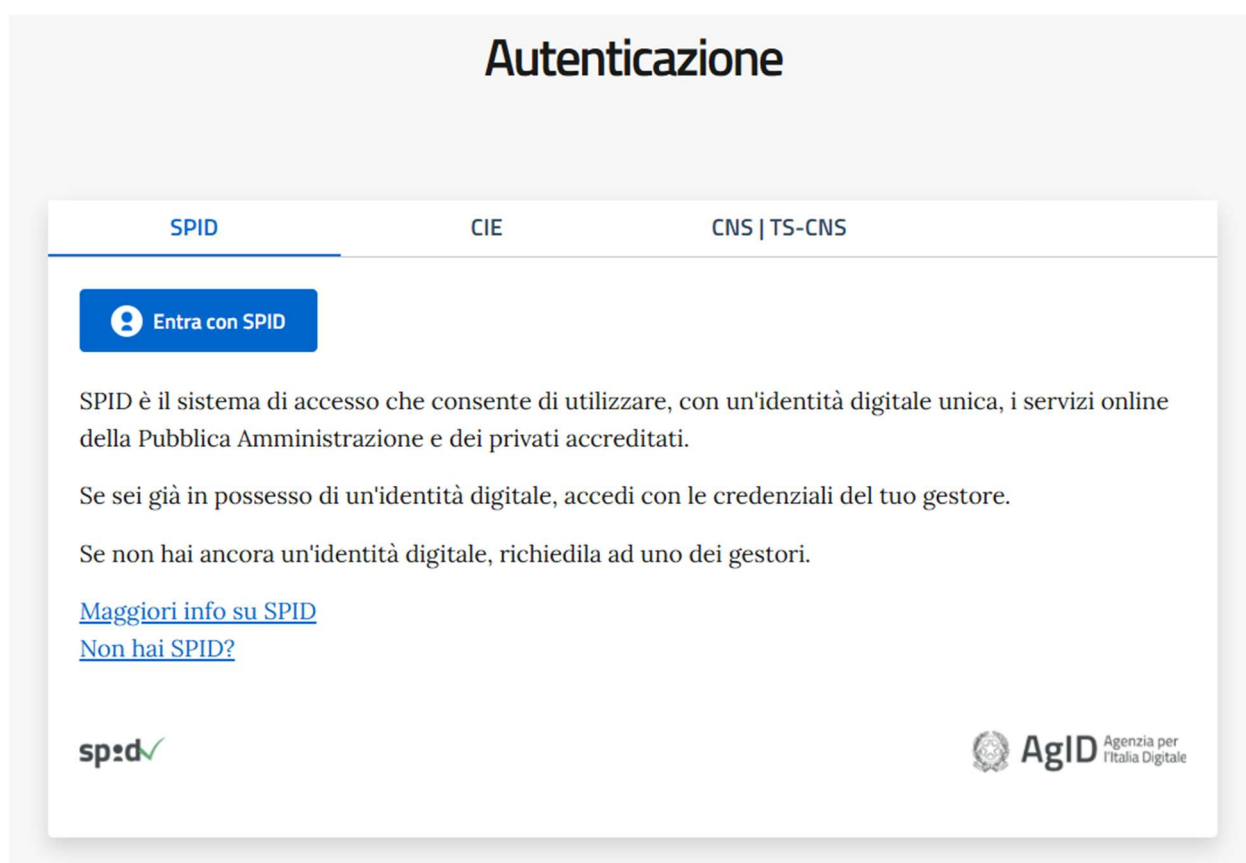 Autenticazione
SPID
CIE
CNS | TS-CNS
Entra con SPID
SPID è il sistema di accesso che consente di utilizzare, con un'identità digitale unica, i servizi online
della Pubblica Amministrazione e dei privati accreditati.
Se sei già in possesso di un'identità digitale, accedi con le credenziali del tuo gestore.
Se non hai ancora un'identità digitale, richiedila ad uno dei gestori.
Maggiori info su SPID
Non hai SPID?
spid
AgID
Agenzia per
l'Italia Digitale